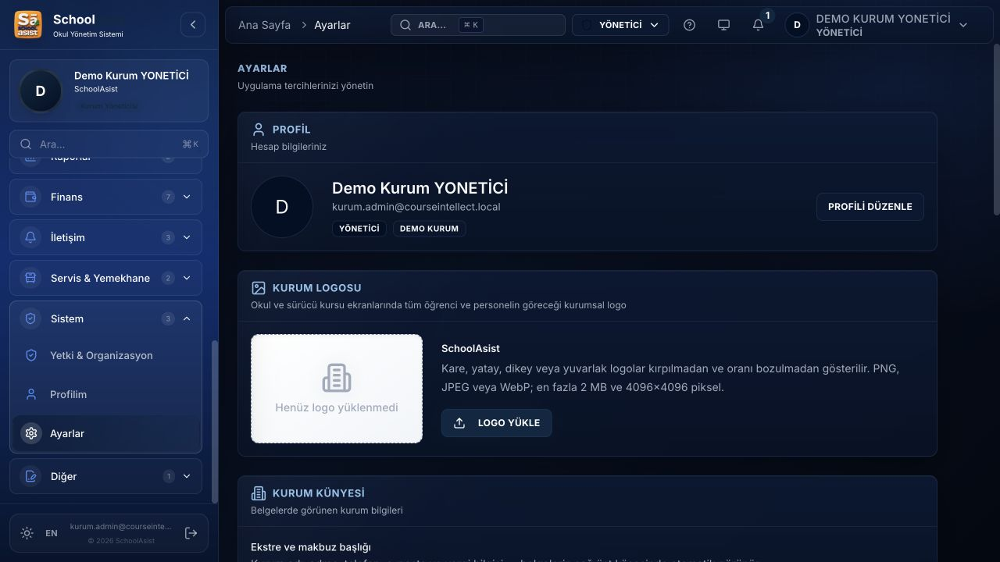 Sa
SCHOOL
asist
School
Okul Yönetim Sistemi
Demo Kurum YONETİCİ
SchoolAsist
Kurum Yöneticisi
D
Ara...
⌘K
Raporlar
Finans
7
İletişim
3
Servis & Yemekhane
2
Sistem
3
Yetki & Organizasyon
Profilim
Ayarlar
Diğer
1
EN
kurum.admin@courseinte...
© 2026 SchoolAsist
Ana Sayfa
Ayarlar
ARA...
⌘ K
YÖNETİCİ
1
D
DEMO KURUM YONETİCİ
YÖNETİCİ
AYARLAR
Uygulama tercihlerinizi yönetin
PROFİL
Hesap bilgileriniz
D
Demo Kurum YONETİCİ
kurum.admin@courseintellect.local
YÖNETİCİ
DEMO KURUM
PROFİLİ DÜZENLE
KURUM LOGOSU
Okul ve sürücü kursu ekranlarında tüm öğrenci ve personelin göreceği kurumsal logo
Henüz logo yüklenmedi
SchoolAsist
Kare, yatay, dikey veya yuvarlak logolar kırpılmadan ve oranı bozulmadan gösterilir. PNG,
JPEG veya WebP; en fazla 2 MB ve 4096×4096 piksel.
LOGO YÜKLE
KURUM KÜNYESİ
Belgelerde görünen kurum bilgileri
Ekstre ve makbuz başlığı